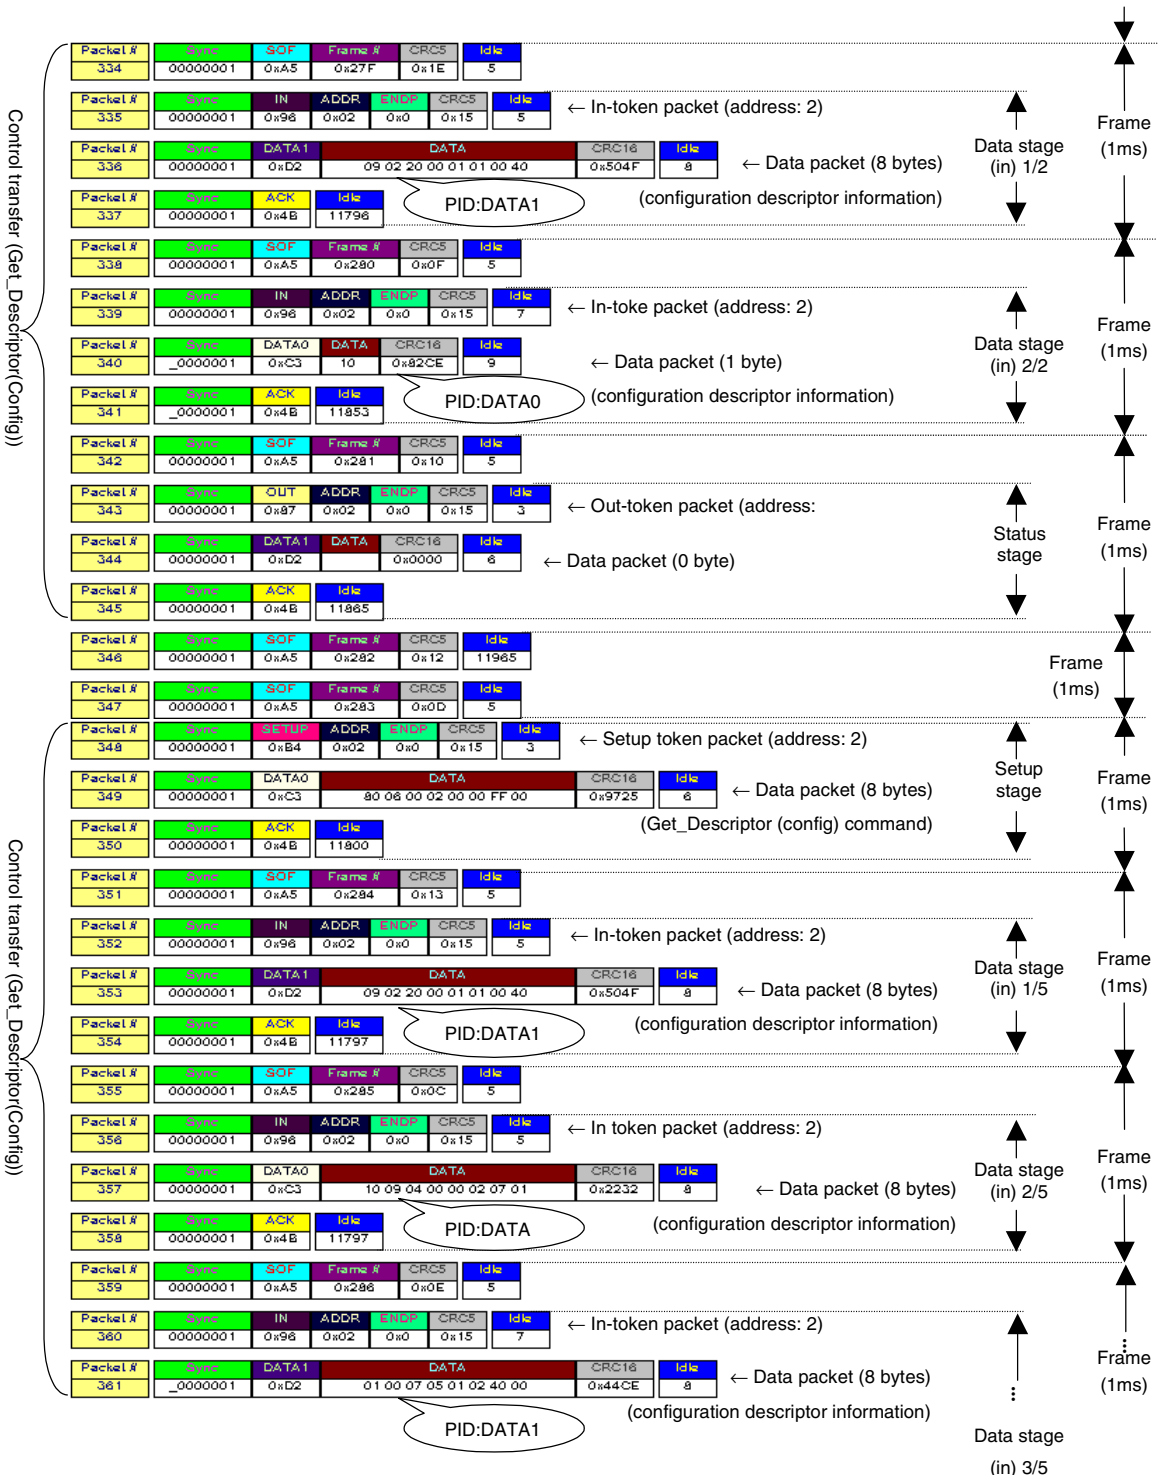 Control transfer (Get_Descriptor(Config))
Packet # Sync SOF Frame # CRC5 Idle
334 00000001 0xA5 0x27F 0x1E 5
Packet # Sync IN ADDR ENDP CRC5 Idle
335 00000001 0x96 0x02 0x0 0x15 5
← In-token packet (address: 2)
Packet # Sync DATA1 DATA CRC16 Idle
336 00000001 0xD2 09 02 20 00 01 01 00 40 0x504F 8
← Data packet (8 bytes)
(configuration descriptor information)
PID:DATA1
Data stage
(in) 1/2
Frame
(1ms)
Packet # Sync ACK Idle
337 00000001 0x4B 11796
Packet # Sync SOF Frame # CRC5 Idle
338 00000001 0xA5 0x280 0x0F 5
Packet # Sync IN ADDR ENDP CRC5 Idle
339 00000001 0x96 0x02 0x0 0x15 7
← In-toke packet (address: 2)
Packet # Sync DATA0 DATA CRC16 Idle
340 _0000001 0xC3 10 0x82CE 9
← Data packet (1 byte)
(configuration descriptor information)
PID:DATA0
Data stage
(in) 2/2
Frame
(1ms)
Packet # Sync ACK Idle
341 _0000001 0x4B 11853
Packet # Sync SOF Frame # CRC5 Idle
342 00000001 0xA5 0x281 0x10 5
Packet # Sync OUT ADDR ENDP CRC5 Idle
343 00000001 0x87 0x02 0x0 0x15 3
← Out-token packet (address:
Packet # Sync DATA1 DATA CRC16 Idle
344 00000001 0xD2 0x0000 6
← Data packet (0 byte)
Status
stage
Frame
(1ms)
Packet # Sync ACK Idle
345 00000001 0x4B 11865
Packet # Sync SOF Frame # CRC5 Idle
346 00000001 0xA5 0x282 0x12 11965
Frame
(1ms)
Packet # Sync SOF Frame # CRC5 Idle
347 00000001 0xA5 0x283 0x0D 5
Control transfer (Get_Descriptor(Config))
Packet # Sync SETUP ADDR ENDP CRC5 Idle
348 00000001 0xB4 0x02 0x0 0x15 3
← Setup token packet (address: 2)
Packet # Sync DATA0 DATA CRC16 Idle
349 00000001 0xC3 80 06 00 02 00 00 FF 00 0x9725 6
← Data packet (8 bytes)
(Get_Descriptor (config) command)
Setup
stage
Frame
(1ms)
Packet # Sync ACK Idle
350 00000001 0x4B 11800
Packet # Sync SOF Frame # CRC5 Idle
351 00000001 0xA5 0x284 0x13 5
Packet # Sync IN ADDR ENDP CRC5 Idle
352 00000001 0x96 0x02 0x0 0x15 5
← In-token packet (address: 2)
Packet # Sync DATA1 DATA CRC16 Idle
353 00000001 0xD2 09 02 20 00 01 01 00 40 0x504F 8
← Data packet (8 bytes)
(configuration descriptor information)
PID:DATA1
Data stage
(in) 1/5
Frame
(1ms)
Packet # Sync ACK Idle
354 00000001 0x4B 11797
Packet # Sync SOF Frame # CRC5 Idle
355 00000001 0xA5 0x285 0x0C 5
Packet # Sync IN ADDR ENDP CRC5 Idle
356 00000001 0x96 0x02 0x0 0x15 5
← In token packet (address: 2)
Packet # Sync DATA0 DATA CRC16 Idle
357 00000001 0xC3 10 09 04 00 00 02 07 01 0x2232 8
← Data packet (8 bytes)
(configuration descriptor information)
PID:DATA
Data stage
(in) 2/5
Frame
(1ms)
Packet # Sync ACK Idle
358 00000001 0x4B 11797
Packet # Sync SOF Frame # CRC5 Idle
359 00000001 0xA5 0x286 0x0E 5
Packet # Sync IN ADDR ENDP CRC5 Idle
360 00000001 0x96 0x02 0x0 0x15 7
← In-token packet (address: 2)
Packet # Sync DATA1 DATA CRC16 Idle
361 _0000001 0xD2 01 00 07 05 01 02 40 00 0x44CE 8
← Data packet (8 bytes)
(configuration descriptor information)
PID:DATA1
Frame
(1ms)
Data stage
(in) 3/5